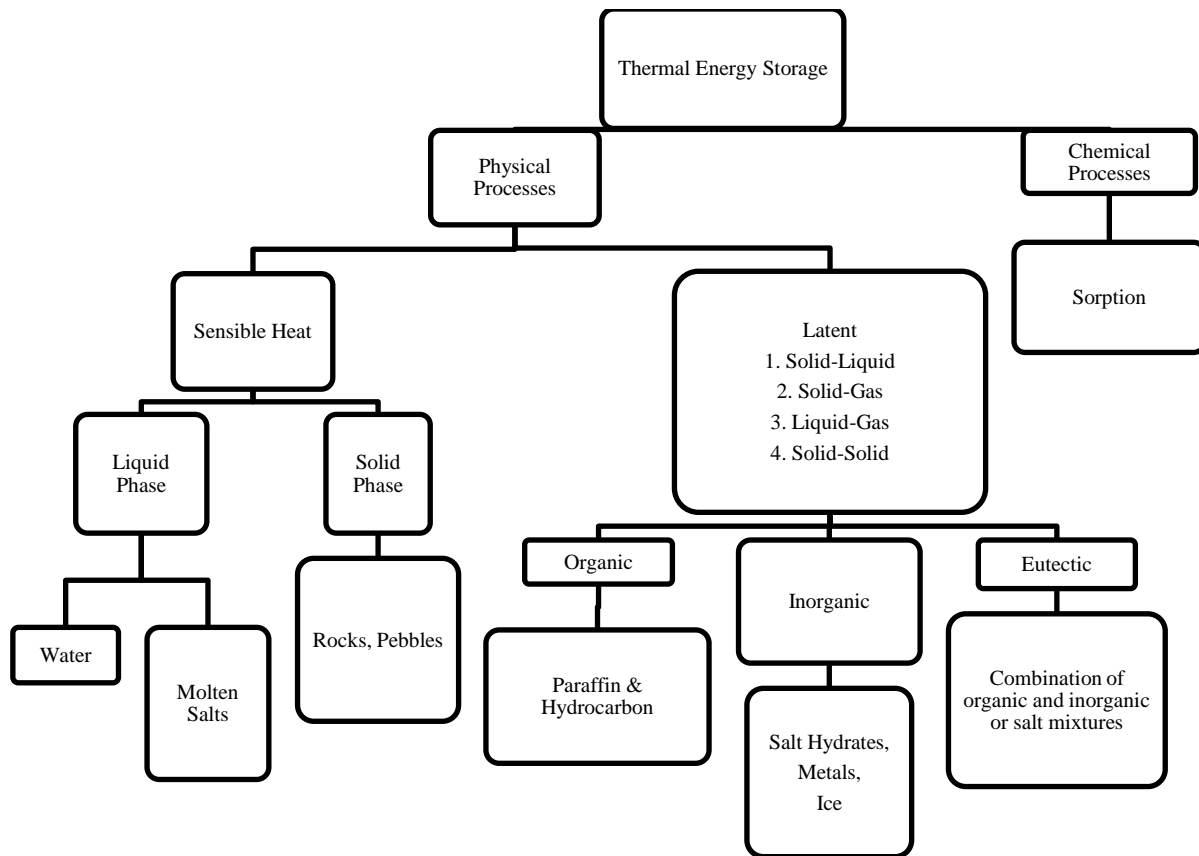 Thermal Energy Storage
Physical
Processes
Chemical
Processes
Sensible Heat
Latent
1. Solid-Liquid
2. Solid-Gas
3. Liquid-Gas
4. Solid-Solid
Sorption
Liquid
Phase
Solid
Phase
Organic
Inorganic
Eutectic
Water
Molten
Salts
Rocks, Pebbles
Paraffin &
Hydrocarbon
Salt Hydrates,
Metals,
Ice
Combination of
organic and inorganic
or salt mixtures